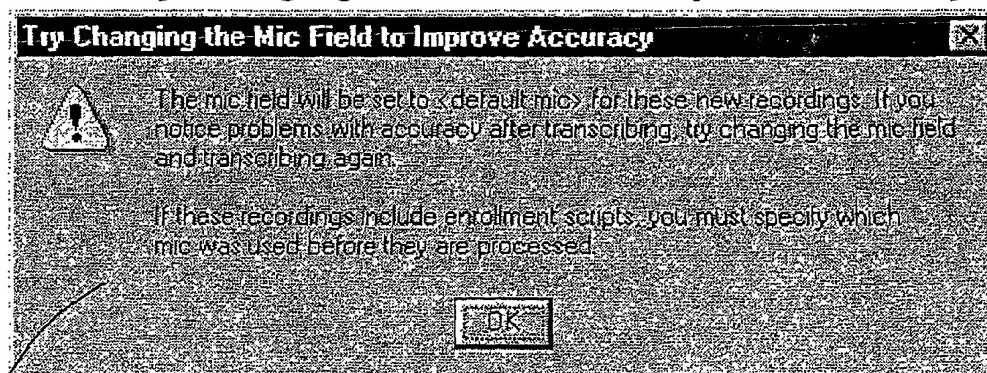 Try Changing the Mic Field to Improve Accuracy
The mic field will be set to <default mic> for these new recordings. If you
notice problems with accuracy after transcribing, try changing the mic field
and transcribing again.
If these recordings include enrollment scripts, you must specify which
mic was used before they are processed.
OK